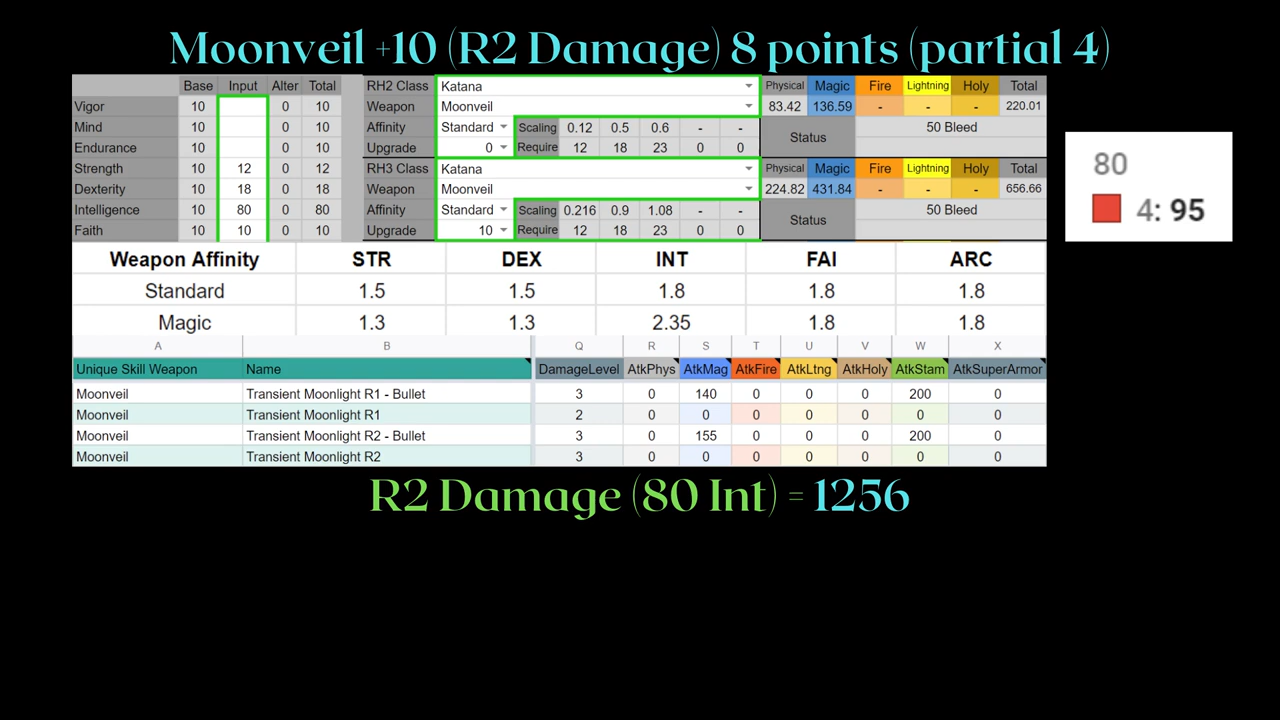 Moonveil +10 (R2 Damage) 8 points (partial 4)
Base Input Alter Total RH2 Class Katana Physical Magic Fire Lightning Holy Total
Vigor 10 0 10 Weapon Moonveil 83.42 136.59 - - - 220.01
Mind 10 0 10 Affinity Standard Scaling 0.12 0.5 0.6 - - Status 50 Bleed
Endurance 10 0 10 Upgrade 0 Require 12 18 23 0 0
Strength 10 12 0 12 RH3 Class Katana Physical Magic Fire Lightning Holy Total
Dexterity 10 18 0 18 Weapon Moonveil 224.82 431.84 - - - 656.66
Intelligence 10 80 0 80 Affinity Standard Scaling 0.216 0.9 1.08 - - Status 50 Bleed
Faith 10 10 0 10 Upgrade 10 Require 12 18 23 0 0
80
4: 95
Weapon Affinity STR DEX INT FAI ARC
Standard 1.5 1.5 1.8 1.8 1.8
Magic 1.3 1.3 2.35 1.8 1.8
A B Q R S T U V W X
Unique Skill Weapon Name DamageLevel AtkPhys AtkMag AtkFire AtkLtng AtkHoly AtkStam AtkSuperArmor
Moonveil Transient Moonlight R1 - Bullet 3 0 140 0 0 0 200 0
Moonveil Transient Moonlight R1 2 0 0 0 0 0 0 0
Moonveil Transient Moonlight R2 - Bullet 3 0 155 0 0 0 200 0
Moonveil Transient Moonlight R2 3 0 0 0 0 0 0 0
R2 Damage (80 Int) = 1256